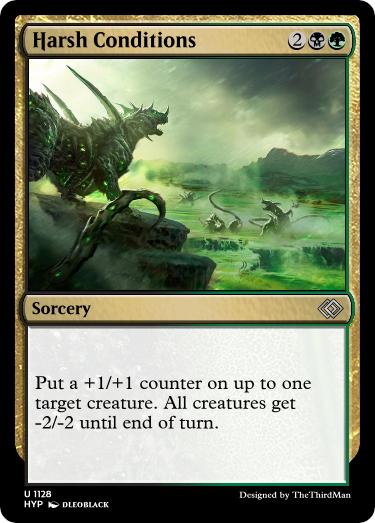 Harsh Conditions 2
Sorcery
Put a +1/+1 counter on up to one
target creature. All creatures get
-2/-2 until end of turn.
U 1128
HYP DLEOBLACK
Designed by TheThirdMan